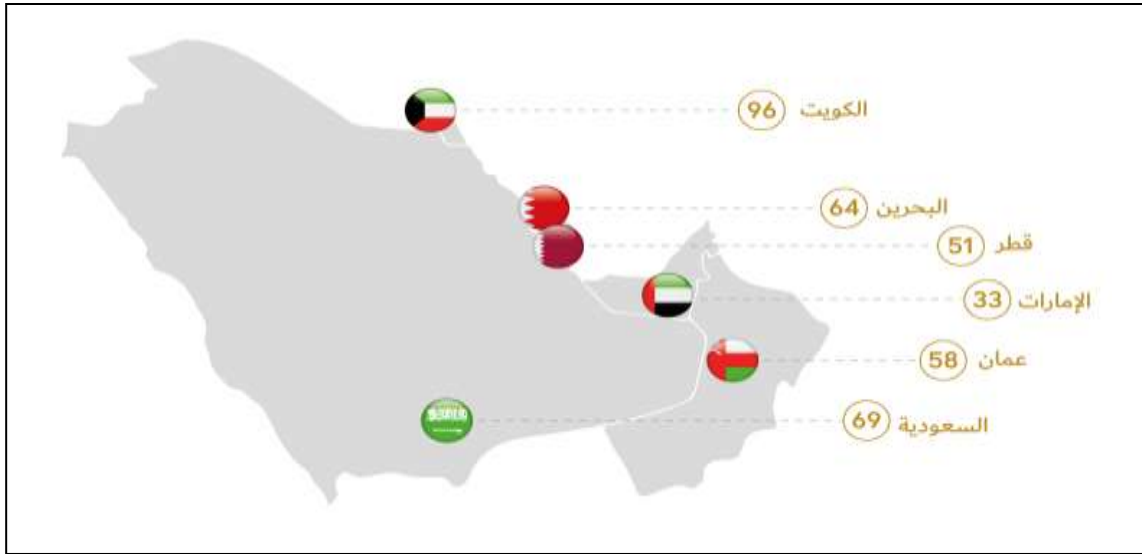 الكويت 96
البحرين 64
قطر 51
الإمارات 33
عمان 58
السعودية 69